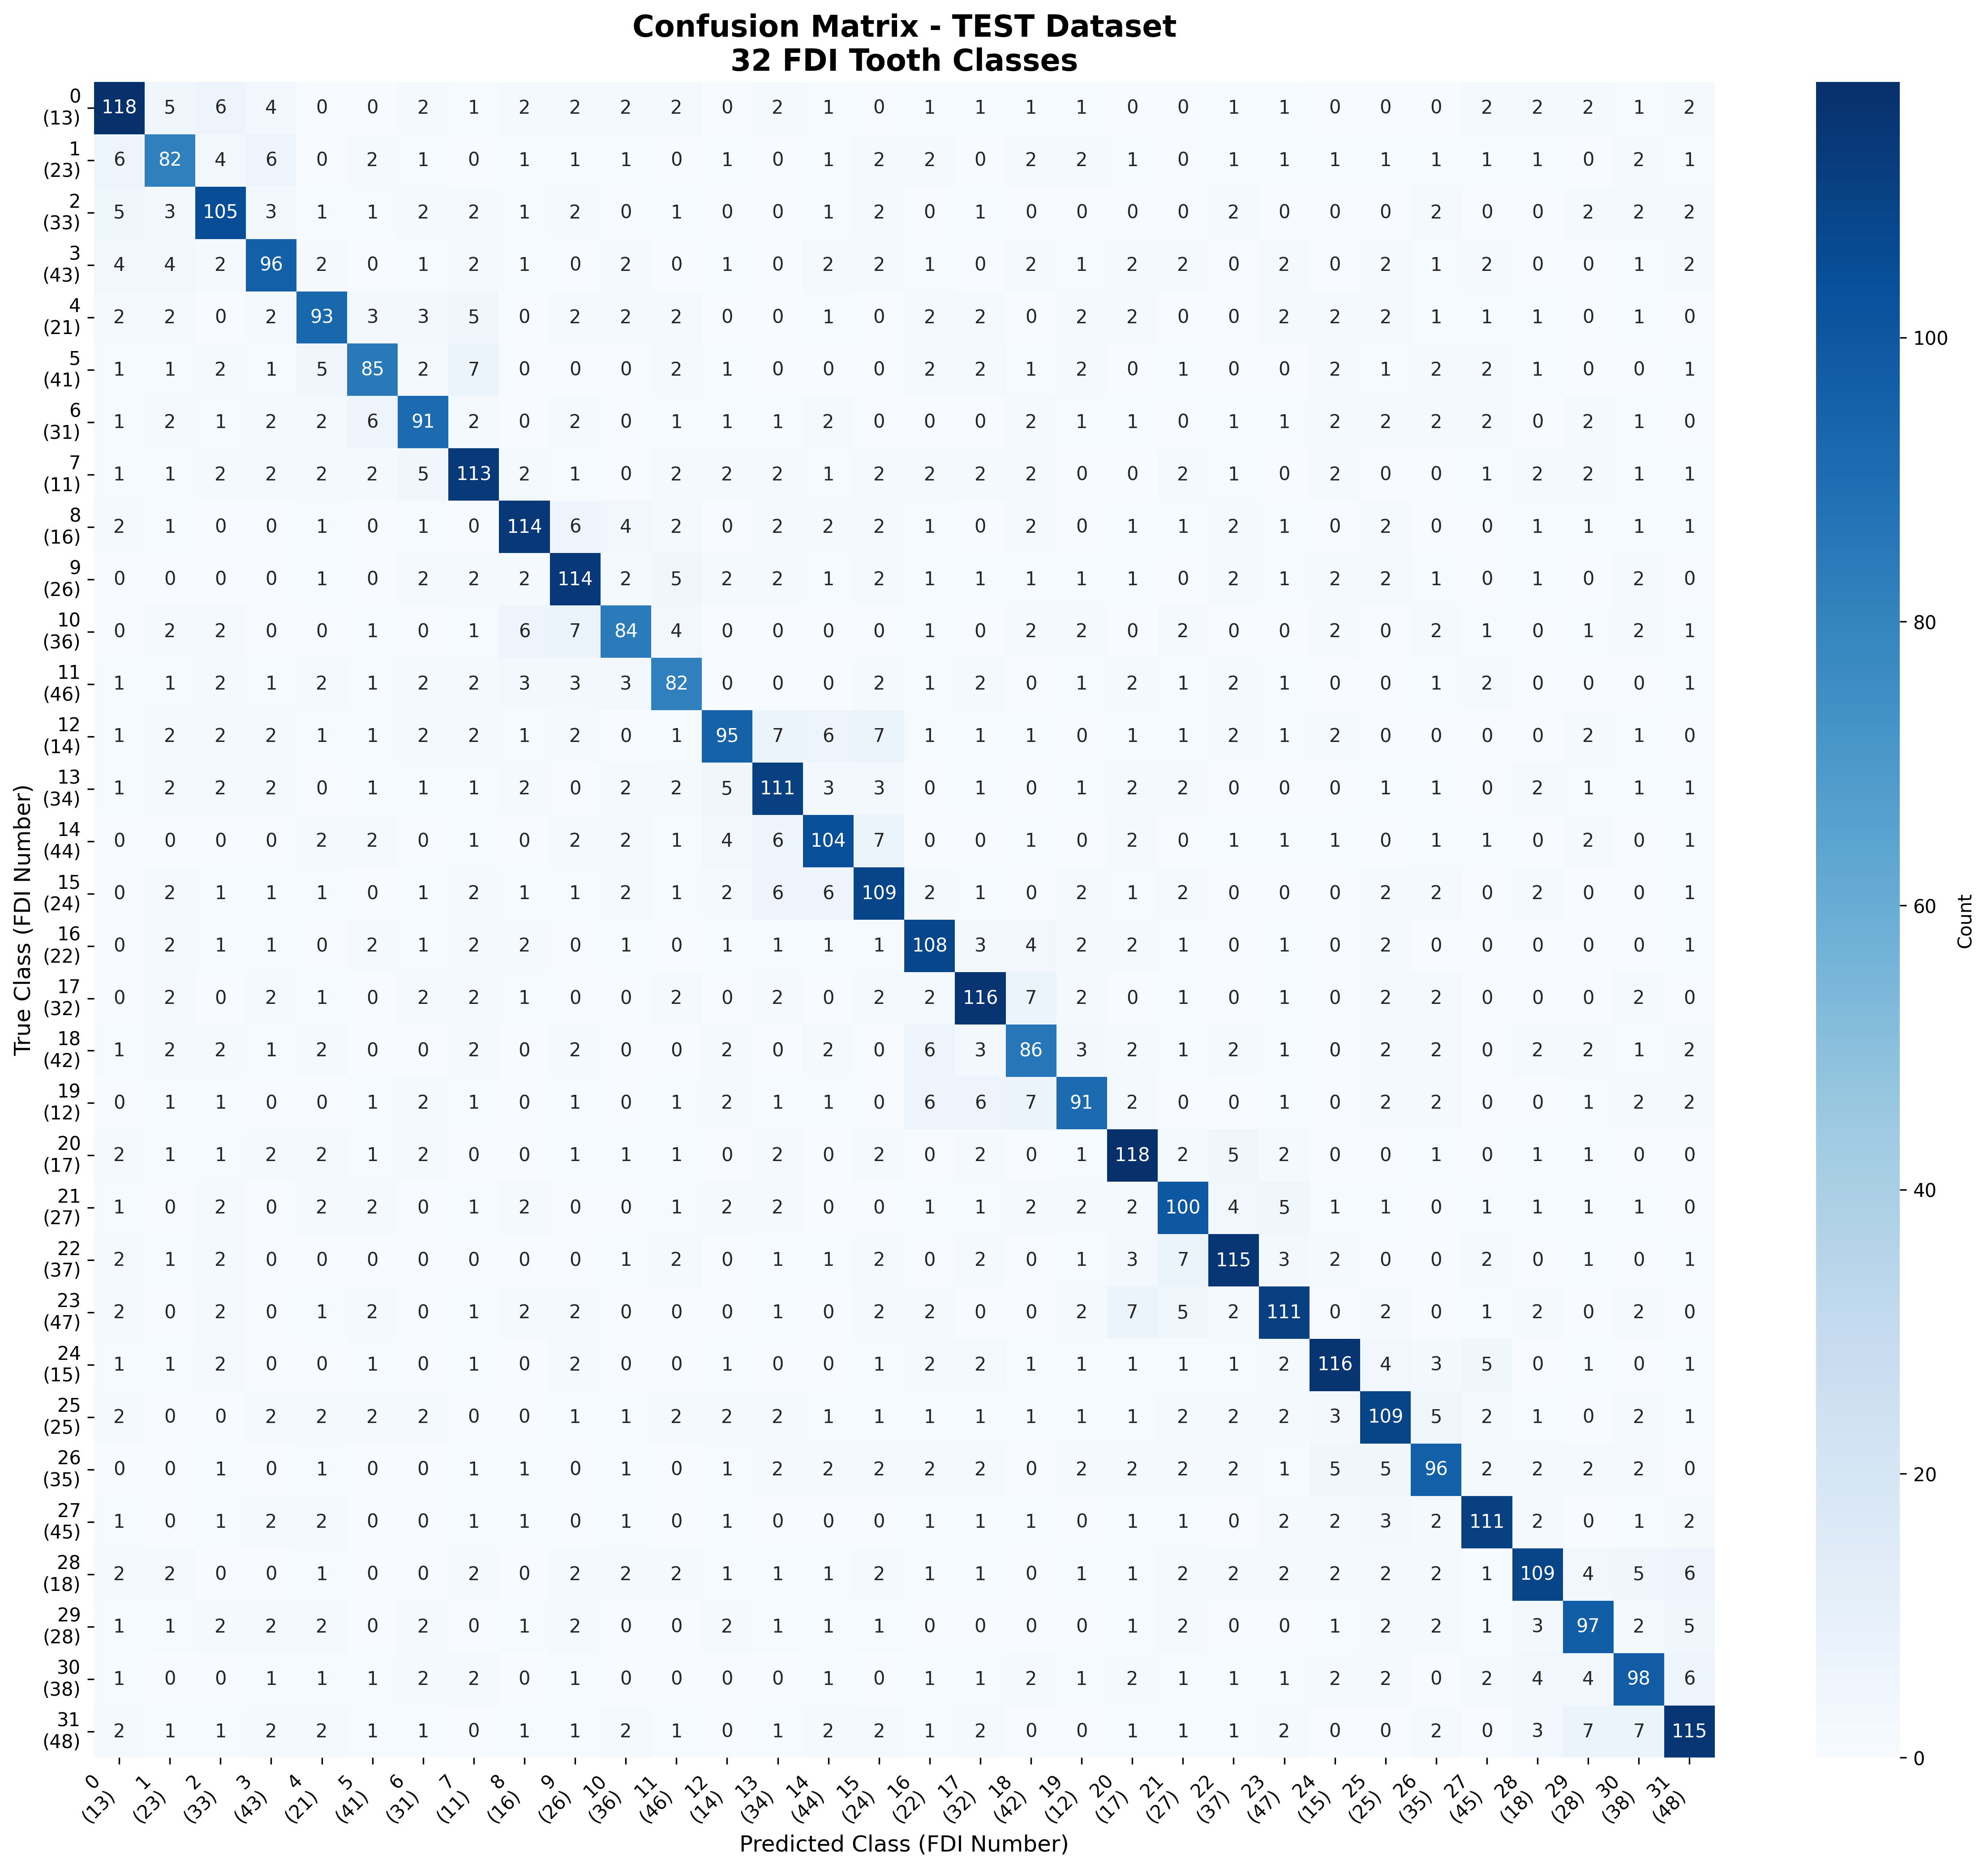 Confusion Matrix - TEST Dataset
32 FDI Tooth Classes
True Class (FDI Number)
0
(13)
118 5 6 4 0 0 2 1 2 2 2 2 0 2 1 0 1 1 1 1 0 0 1 1 0 0 0 2 2 2 1 2
1
(23)
6 82 4 6 0 2 1 0 1 1 1 0 1 0 1 2 2 0 2 2 1 0 1 1 1 1 1 1 1 0 2 1
2
(33)
5 3 105 3 1 1 2 2 1 2 0 1 0 0 1 2 0 1 0 0 0 0 2 0 0 0 2 0 0 2 2 2
3
(43)
4 4 2 96 2 0 1 2 1 0 2 0 1 0 2 2 1 0 2 1 2 2 0 2 0 2 1 2 0 0 1 2
4
(21)
2 2 0 2 93 3 3 5 0 2 2 2 0 0 1 0 2 2 0 2 2 0 0 2 2 2 1 1 1 0 1 0
5
(41)
1 1 2 1 5 85 2 7 0 0 0 2 1 0 0 0 2 2 1 2 0 1 0 0 2 1 2 2 1 0 0 1
6
(31)
1 2 1 2 2 6 91 2 0 2 0 1 1 1 2 0 0 0 2 1 1 0 1 1 2 2 2 2 0 2 1 0
7
(11)
1 1 2 2 2 2 5 113 2 1 0 2 2 2 1 2 2 2 2 0 0 2 1 0 2 0 0 1 2 2 1 1
8
(16)
2 1 0 0 1 0 1 0 114 6 4 2 0 2 2 2 1 0 2 0 1 1 2 1 0 2 0 0 1 1 1 1
9
(26)
0 0 0 0 1 0 2 2 2 114 2 5 2 2 1 2 1 1 1 1 1 0 2 1 2 2 1 0 1 0 2 0
10
(36)
0 2 2 0 0 1 0 1 6 7 84 4 0 0 0 0 1 0 2 2 0 2 0 0 2 0 2 1 0 1 2 1
11
(46)
1 1 2 1 2 1 2 2 3 3 3 82 0 0 0 2 1 2 0 1 2 1 2 1 0 0 1 2 0 0 0 1
12
(14)
1 2 2 2 1 1 2 2 1 2 0 1 95 7 6 7 1 1 1 0 1 1 2 1 2 0 0 0 0 2 1 0
13
(34)
1 2 2 2 0 1 1 1 2 0 2 2 5 111 3 3 0 1 0 1 2 2 0 0 0 1 1 0 2 1 1 1
14
(44)
0 0 0 0 2 2 0 1 0 2 2 1 4 6 104 7 0 0 1 0 2 0 1 1 1 0 1 1 0 2 0 1
15
(24)
0 2 1 1 1 0 1 2 1 1 2 1 2 6 6 109 2 1 0 2 1 2 0 0 0 2 2 0 2 0 0 1
16
(22)
0 2 1 1 0 2 1 2 2 0 1 0 1 1 1 1 108 3 4 2 2 1 0 1 0 2 0 0 0 0 0 1
17
(32)
0 2 0 2 1 0 2 2 1 0 0 2 0 2 0 2 2 116 7 2 0 1 0 1 0 2 2 0 0 0 2 0
18
(42)
1 2 2 1 2 0 0 2 0 2 0 0 2 0 2 0 6 3 86 3 2 1 2 1 0 2 2 0 2 2 1 2
19
(12)
0 1 1 0 0 1 2 1 0 1 0 1 2 1 1 0 6 6 7 91 2 0 0 1 0 2 2 0 0 1 2 2
20
(17)
2 1 1 2 2 1 2 0 0 1 1 1 0 2 0 2 0 2 0 1 118 2 5 2 0 0 1 0 1 1 0 0
21
(27)
1 0 2 0 2 2 0 1 2 0 0 1 2 2 0 0 1 1 2 2 2 100 4 5 1 1 0 1 1 1 1 0
22
(37)
2 1 2 0 0 0 0 0 0 0 1 2 0 1 1 2 0 2 0 1 3 7 115 3 2 0 0 2 0 1 0 1
23
(47)
2 0 2 0 1 2 0 1 2 2 0 0 0 1 0 2 2 0 0 2 7 5 2 111 0 2 0 1 2 0 2 0
24
(15)
1 1 2 0 0 1 0 1 0 2 0 0 1 0 0 1 2 2 1 1 1 1 1 2 116 4 3 5 0 1 0 1
25
(25)
2 0 0 2 2 2 2 0 0 1 1 2 2 2 1 1 1 1 1 1 1 2 2 2 3 109 5 2 1 0 2 1
26
(35)
0 0 1 0 1 0 0 1 1 0 1 0 1 2 2 2 2 2 0 2 2 2 2 1 5 5 96 2 2 2 2 0
27
(45)
1 0 1 2 2 0 0 1 1 0 1 0 1 0 0 0 1 1 1 0 1 1 0 2 2 3 2 111 2 0 1 2
28
(18)
2 2 0 0 1 0 0 2 0 2 2 2 1 1 1 2 1 1 0 1 1 2 2 2 2 2 2 1 109 4 5 6
29
(28)
1 1 2 2 2 0 2 0 1 2 0 0 2 1 1 1 0 0 0 0 1 2 0 0 1 2 2 1 3 97 2 5
30
(38)
1 0 0 1 1 1 2 2 0 1 0 0 0 0 1 0 1 1 2 1 2 1 1 1 2 2 0 2 4 4 98 6
31
(48)
2 1 1 2 2 1 1 0 1 1 2 1 0 1 2 2 1 2 0 0 1 1 1 2 0 0 2 0 3 7 7 115
0 1 2 3 4 5 6 7 8 9 10 11 12 13 14 15 16 17 18 19 20 21 22 23 24 25 26 27 28 29 30 31
(13) (23) (33) (43) (21) (41) (31) (11) (16) (26) (36) (46) (14) (34) (44) (24) (22) (32) (42) (12) (17) (27) (37) (47) (15) (25) (35) (45) (18) (28) (38) (48)
Predicted Class (FDI Number)
100
80
60
40
20
0
Count